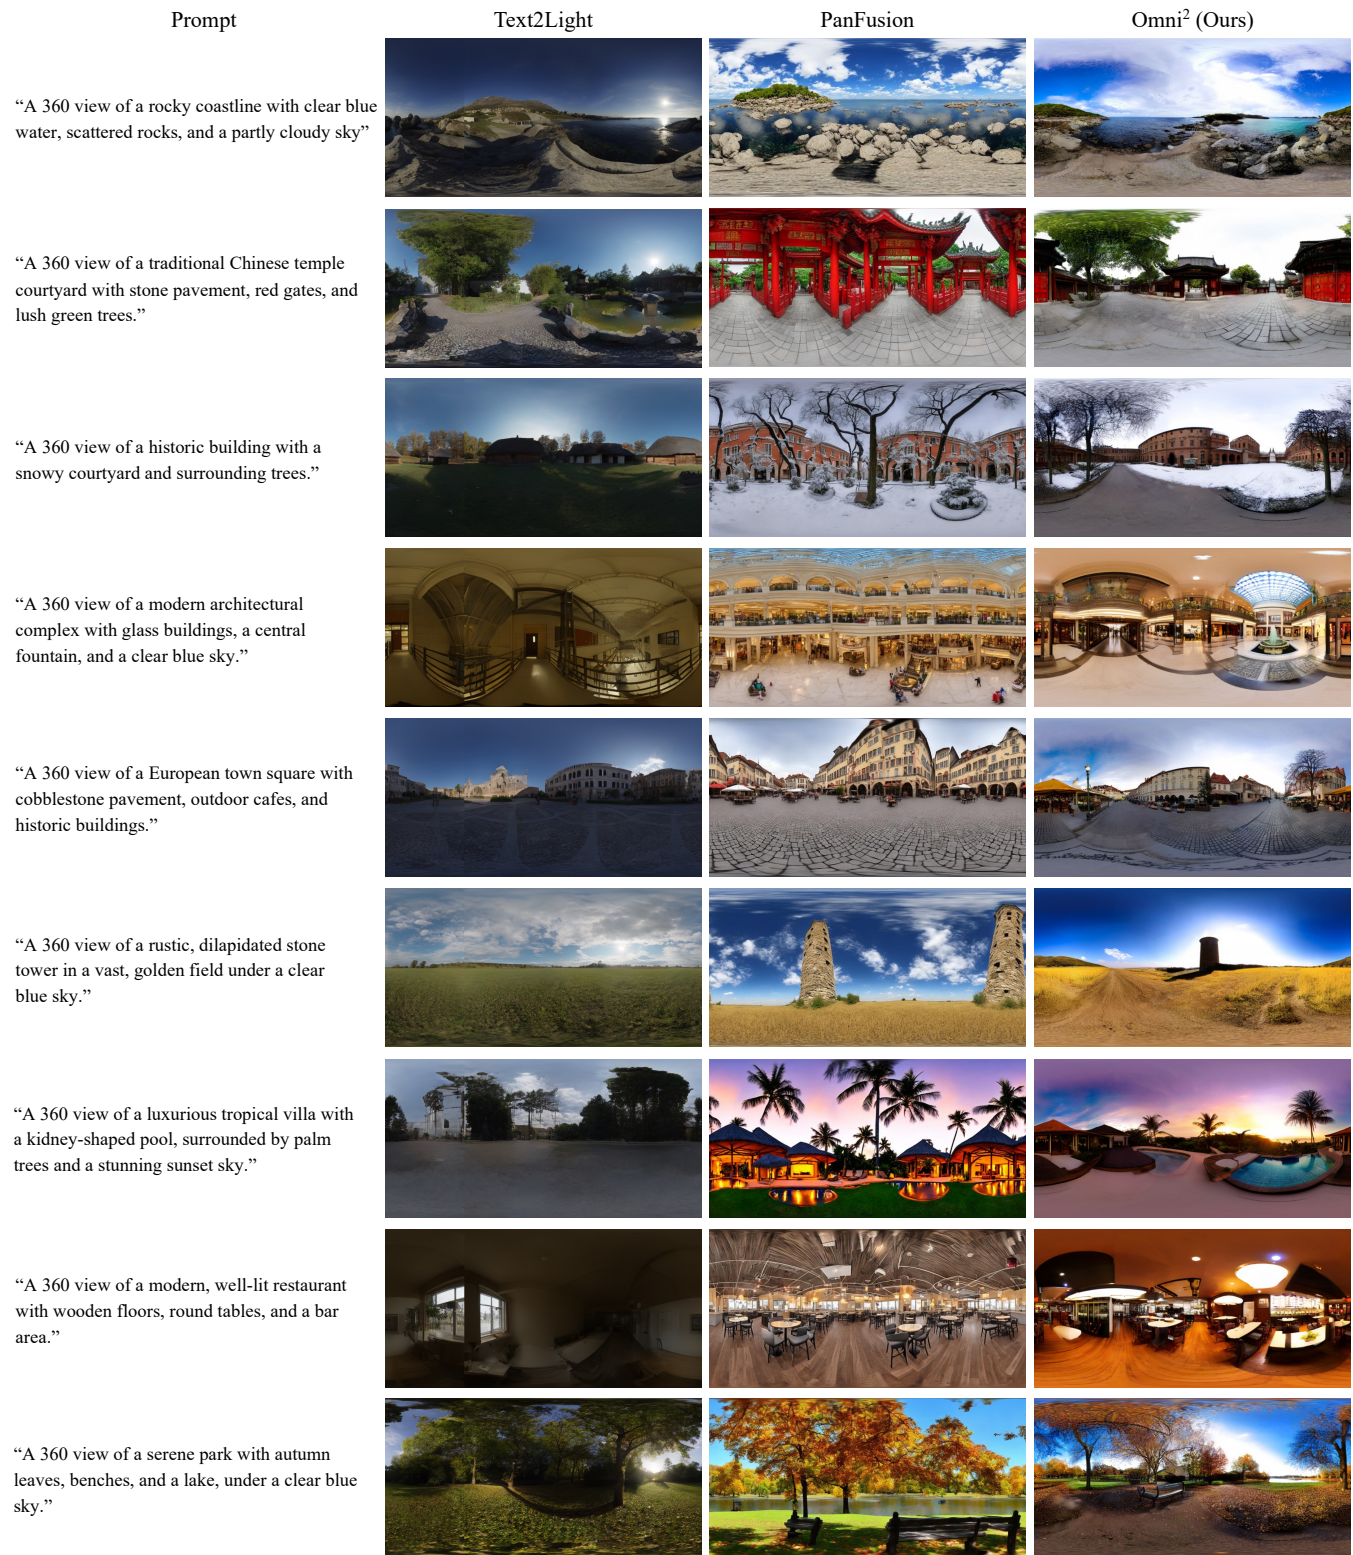 Prompt
Text2Light
PanFusion
Omni² (Ours)
“A 360 view of a rocky coastline with clear blue
water, scattered rocks, and a partly cloudy sky”
“A 360 view of a traditional Chinese temple
courtyard with stone pavement, red gates, and
lush green trees.”
“A 360 view of a historic building with a
snowy courtyard and surrounding trees.”
“A 360 view of a modern architectural
complex with glass buildings, a central
fountain, and a clear blue sky.”
“A 360 view of a European town square with
cobblestone pavement, outdoor cafes, and
historic buildings.”
“A 360 view of a rustic, dilapidated stone
tower in a vast, golden field under a clear
blue sky.”
“A 360 view of a luxurious tropical villa with
a kidney-shaped pool, surrounded by palm
trees and a stunning sunset sky.”
“A 360 view of a modern, well-lit restaurant
with wooden floors, round tables, and a bar
area.”
“A 360 view of a serene park with autumn
leaves, benches, and a lake, under a clear blue
sky.”